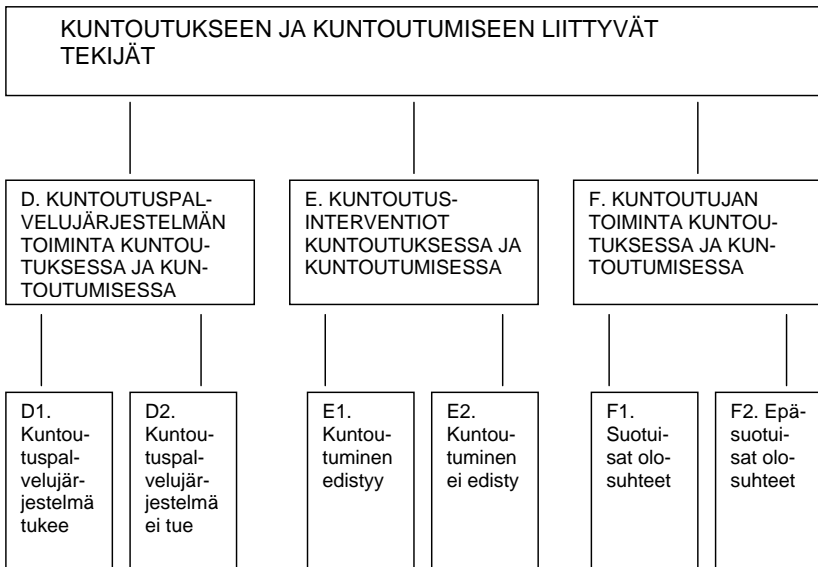 KUNTOUTUKSEEN JA KUNTOUTUMISEEN LIITTYVÄT
TEKIJÄT
D. KUNTOUTUSPAL-
VELUJÄRJESTELMÄN
TOIMINTA KUNTOU-
TUKSESSA JA KUN-
TOUTUMISESSA
E. KUNTOUTUS-
INTERVENTIOT
KUNTOUTUKSESSA JA
KUNTOUTUMISESSA
F. KUNTOUTUJAN
TOIMINTA KUNTOU-
TUKSESSA JA KUN-
TOUTUMISESSA
D1.
Kuntou-
tuspal-
velujär-
jestelmä
tukee
D2.
Kuntou-
tuspal-
velujär-
jestelmä
ei tue
E1.
Kuntou-
tuminen
edistyy
E2.
Kuntou-
tuminen
ei edisty
F1.
Suotui-
sat olo-
suhteet
F2. Epä-
suotui-
sat olo-
suhteet